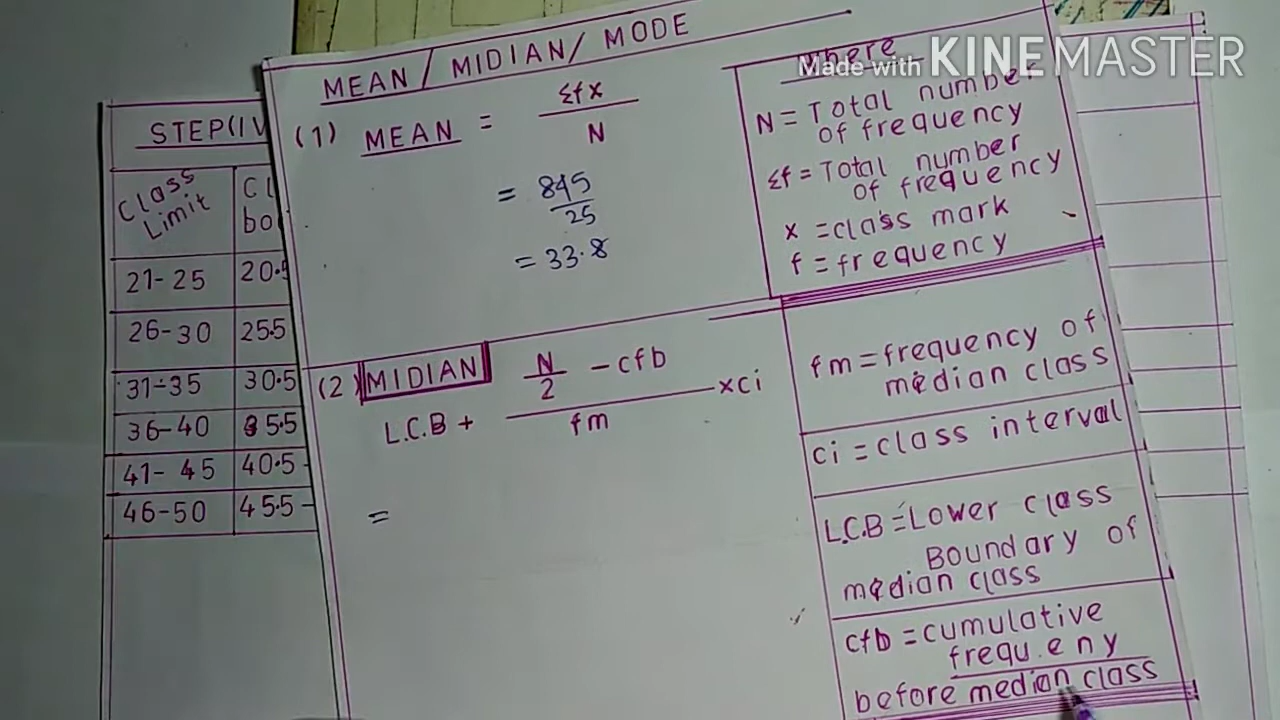 Made with KINEMASTER
MEAN / MIDIAN / MODE
(1) MEAN = Σfx
N
= 845
25
= 33.8
where
N = Total number
of frequency
Σf = Total number
of frequency
x = class mark
f = frequency
(2) MIDIAN
L.C.B + N/2 - cfb
fm
xci
=
fm = frequency of
median class
ci = class interval
L.C.B = Lower class
Boundary of
median class
cfb = cumulative
frequ.eny
before median class
STEP(IV
Class
Limit
21-25 20.5
26-30 25.5
31-35 30.5
36-40 35.5
41-45 40.5-
46-50 45.5-